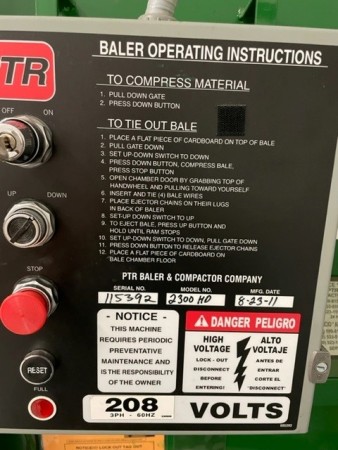 PTR
BALER OPERATING INSTRUCTIONS
TO COMPRESS MATERIAL
1. PULL DOWN GATE
2. PRESS DOWN BUTTON
TO TIE OUT BALE
1. PLACE A FLAT PIECE OF CARDBOARD ON TOP OF BALE
2. PULL GATE DOWN
3. SET UP-DOWN SWITCH TO DOWN
4. PRESS DOWN BUTTON, COMPRESS BALE,
PRESS STOP BUTTON
5. OPEN CHAMBER DOOR BY GRABBING TOP OF
HANDWHEEL AND PULLING TOWARD YOURSELF
6. INSERT AND TIE (4) BALE WIRES
7. PLACE EJECTOR CHAINS ON THEIR LUGS
IN BACK OF BALER
8. SET-UP DOWN SWITCH TO UP
9. TO EJECT BALE, PRESS UP BUTTON AND
HOLD UNTIL RAM STOPS
10. SET UP-DOWN SWITCH TO DOWN, PULL GATE DOWN
11. PRESS DOWN BUTTON TO RELEASE EJECTOR CHAINS
12. PLACE A FLAT PIECE OF CARDBOARD ON
BALE CHAMBER FLOOR
OFF ON
UP DOWN
STOP
RESET
FULL
PTR BALER & COMPACTOR COMPANY
SERIAL NO. MODEL NO. MFG. DATE
115392 2300 HD 8-23-11
- NOTICE -
THIS MACHINE
REQUIRES PERIODIC
PREVENTATIVE
MAINTENANCE AND
IS THE RESPONSIBILITY
OF THE OWNER
DANGER PELIGRO
HIGH
VOLTAGE
LOCK - OUT
DISCONNECT
BEFORE
ENTERING!
ALTO
VOLTAJE
ANTES DE
ENTRAR
CORTE EL
"DISCONNECT"
208
3PH - 60HZ
VOLTS